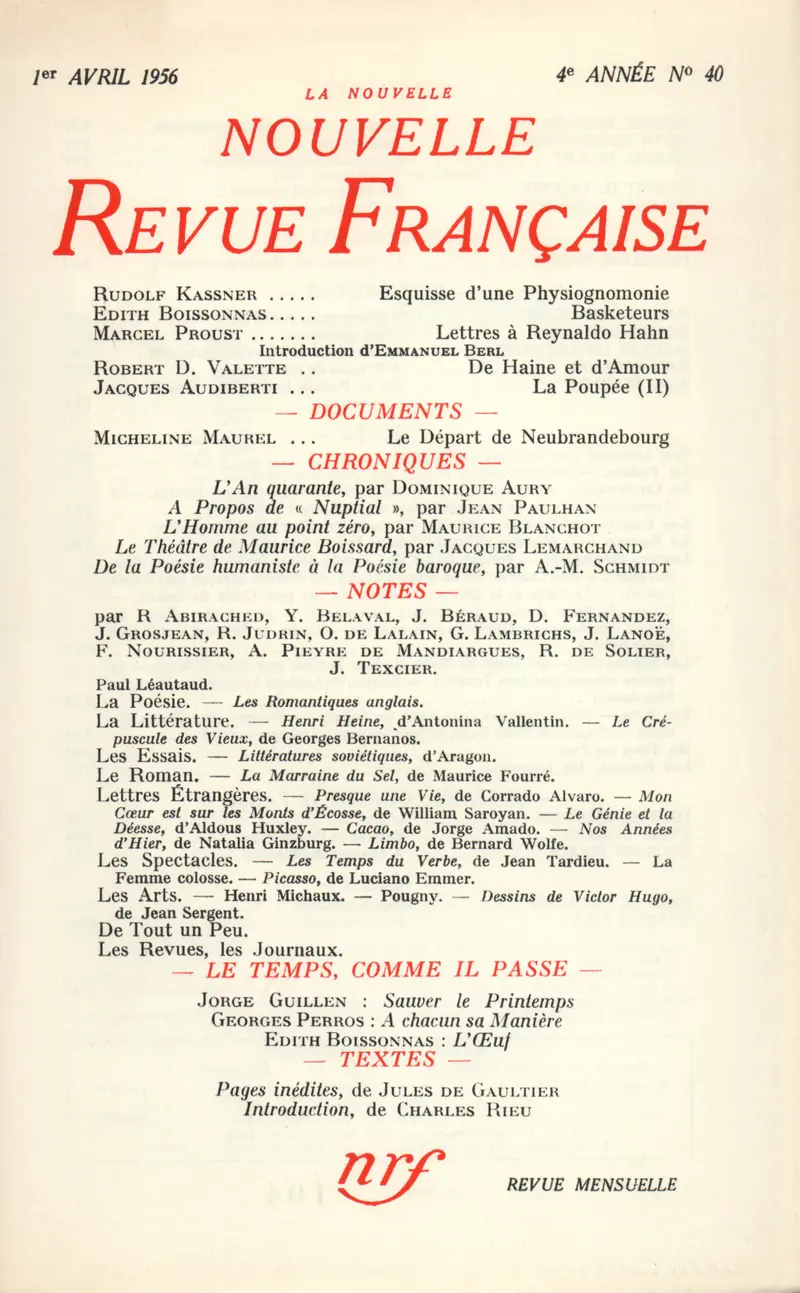 1er AVRIL 1956
4e ANNÉE No 40
LA NOUVELLE
NOUVELLE
REVUE FRANÇAISE
RUDOLF KASSNER ..... Esquisse d'une Physiognomonie
EDITH BOISSONNAS..... Basketeurs
MARCEL PROUST ....... Lettres à Reynaldo Hahn
Introduction d'EMMANUEL BERL
ROBERT D. VALETTE .. De Haine et d'Amour
JACQUES AUDIBERTI ... La Poupée (II)
— DOCUMENTS —
MICHELINE MAUREL ... Le Départ de Neubrandebourg
— CHRONIQUES —
L'An quarante, par DOMINIQUE AURY
A Propos de « Nuptial », par JEAN PAULHAN
L'Homme au point zéro, par MAURICE BLANCHOT
Le Théâtre de Maurice Boissard, par JACQUES LEMARCHAND
De la Poésie humaniste à la Poésie baroque, par A.-M. SCHMIDT
— NOTES —
par R ABIRACHED, Y. BELAVAL, J. BÉRAUD, D. FERNANDEZ,
J. GROSJEAN, R. JUDRIN, O. DE LALAIN, G. LAMBRICHS, J. LANOË,
F. NOURISSIER, A. PIEYRE DE MANDIARGUES, R. DE SOLIER,
J. TEXCIER.
Paul Léautaud.
La Poésie. — Les Romantiques anglais.
La Littérature. — Henri Heine, d'Antonina Vallentin. — Le Cré-
puscule des Vieux, de Georges Bernanos.
Les Essais. — Littératures soviétiques, d'Aragon.
Le Roman. — La Marraine du Sel, de Maurice Fourré.
Lettres Étrangères. — Presque une Vie, de Corrado Alvaro. — Mon
Cœur est sur les Monts d'Écosse, de William Saroyan. — Le Génie et la
Déesse, d'Aldous Huxley. — Cacao, de Jorge Amado. — Nos Années
d'Hier, de Natalia Ginzburg. — Limbo, de Bernard Wolfe.
Les Spectacles. — Les Temps du Verbe, de Jean Tardieu. — La
Femme colosse. — Picasso, de Luciano Emmer.
Les Arts. — Henri Michaux. — Pougny. — Dessins de Victor Hugo,
de Jean Sergent.
De Tout un Peu.
Les Revues, les Journaux.
— LE TEMPS, COMME IL PASSE —
JORGE GUILLEN : Sauver le Printemps
GEORGES PERROS : A chacun sa Manière
EDITH BOISSONNAS : L'Œuf
— TEXTES —
Pages inédites, de JULES DE GAULTIER
Introduction, de CHARLES RIEU
nrf
REVUE MENSUELLE